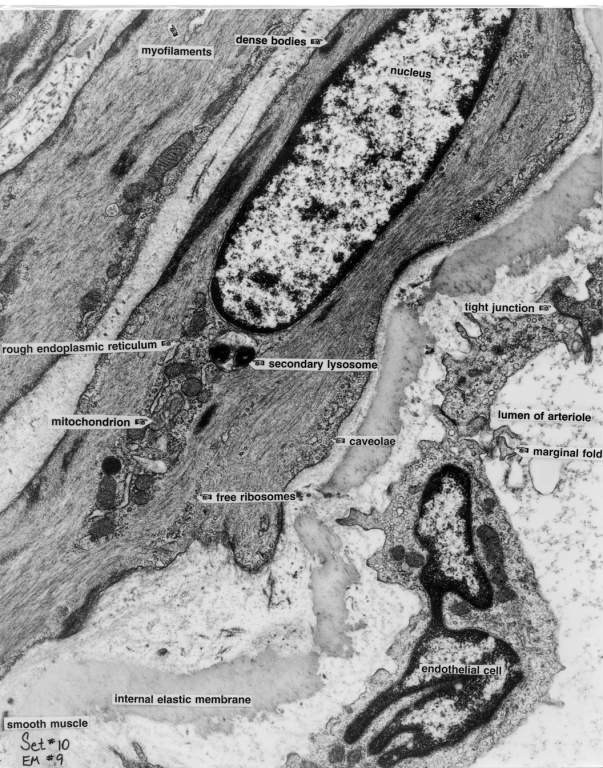 dense bodies
myofilaments
nucleus
tight junction
rough endoplasmic reticulum
secondary lysosome
lumen of arteriole
mitochondrion
caveolae
marginal fold
free ribosomes
endothelial cell
internal elastic membrane
smooth muscle
Set #10
EM #9